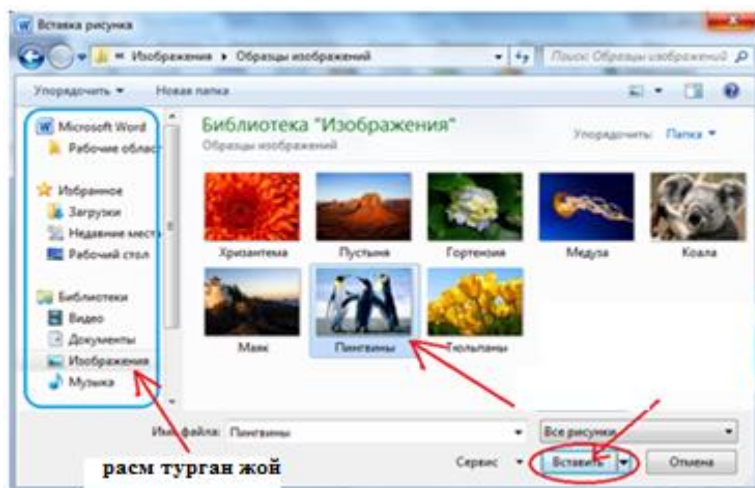 Вставка рисунка
« Изображения ▸ Образцы изображений
Поиск: Образцы изображений
Упорядочить ▾ Новая папка
Microsoft Word
Рабочие област
Избранное
Загрузки
Недавние места
Рабочий стол
Библиотеки
Видео
Документы
Изображения
Музыка
Библиотека "Изображения"
Образцы изображений
Упорядочить: Папка ▾
Хризантема Пустыня Гортензия Медуза Коала
Маяк Пингвины Тюльпаны
Имя файла: Пингвины
Все рисунки
Сервис ▾ Вставить Отмена
расм турган жой